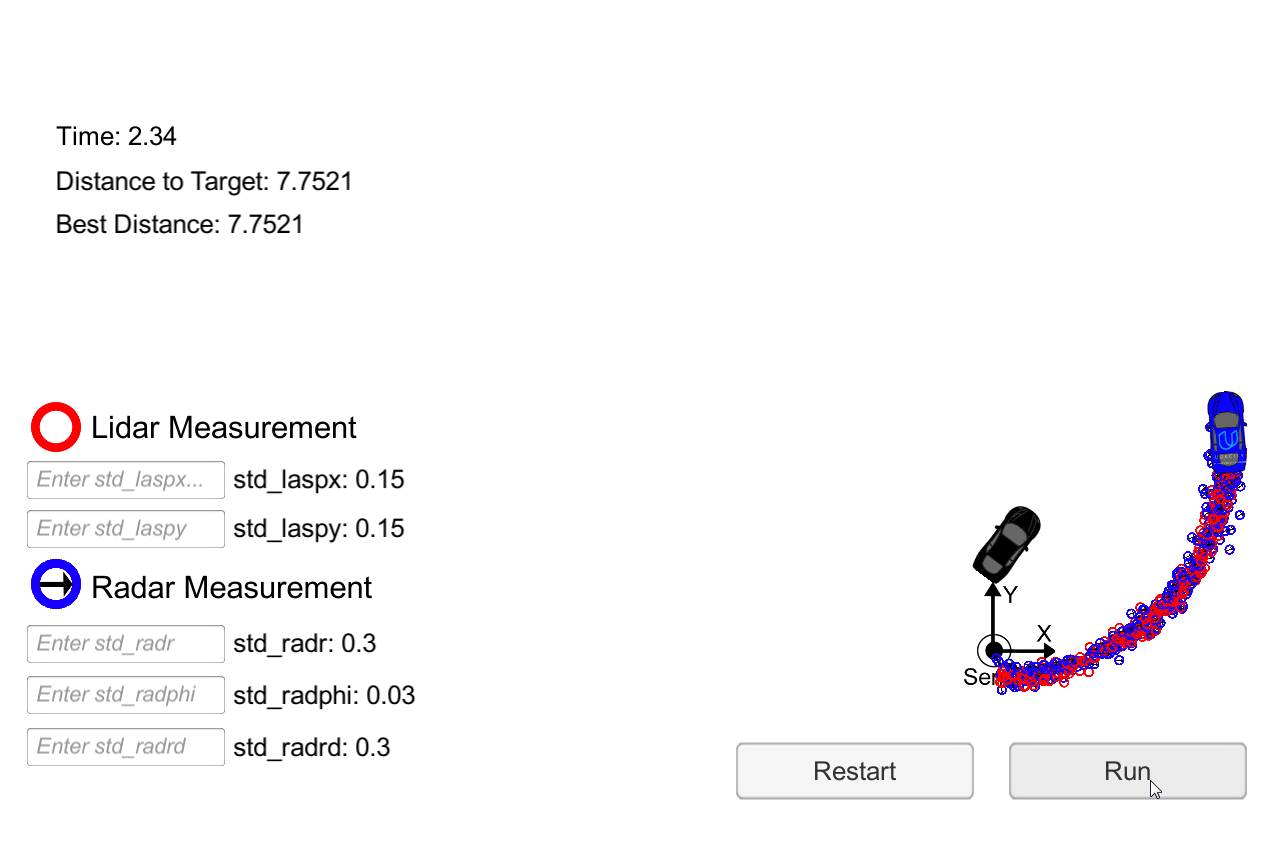 Time: 2.34
Distance to Target: 7.7521
Best Distance: 7.7521
Lidar Measurement
Enter std_laspx...
std_laspx: 0.15
Enter std_laspy
std_laspy: 0.15
Radar Measurement
Enter std_radr
std_radr: 0.3
Enter std_radphi
std_radphi: 0.03
Enter std_radrd
std_radrd: 0.3
Y
X
Restart
Run